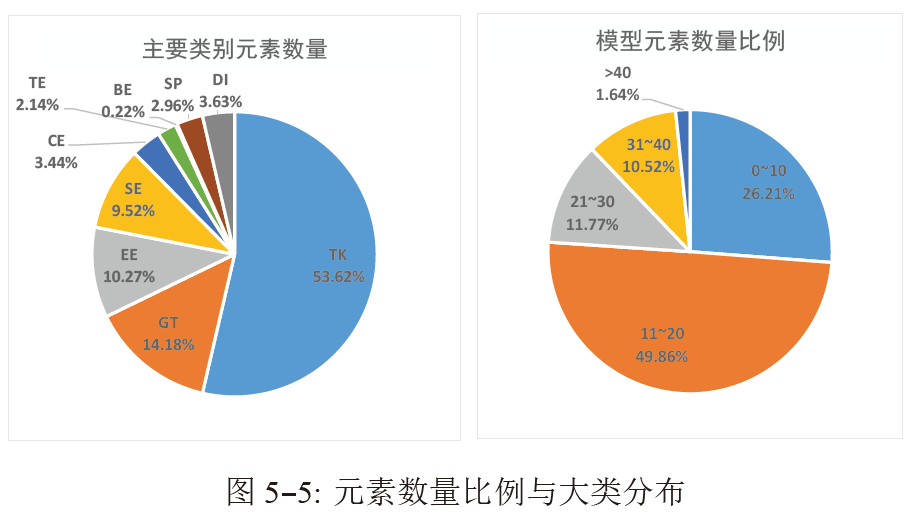 主要类别元素数量
TE
2.14%
BE
0.22%
SP
2.96%
DI
3.63%
CE
3.44%
SE
9.52%
EE
10.27%
GT
14.18%
TK
53.62%
模型元素数量比例
>40
1.64%
31~40
10.52%
0~10
26.21%
21~30
11.77%
11~20
49.86%
图 5–5: 元素数量比例与大类分布